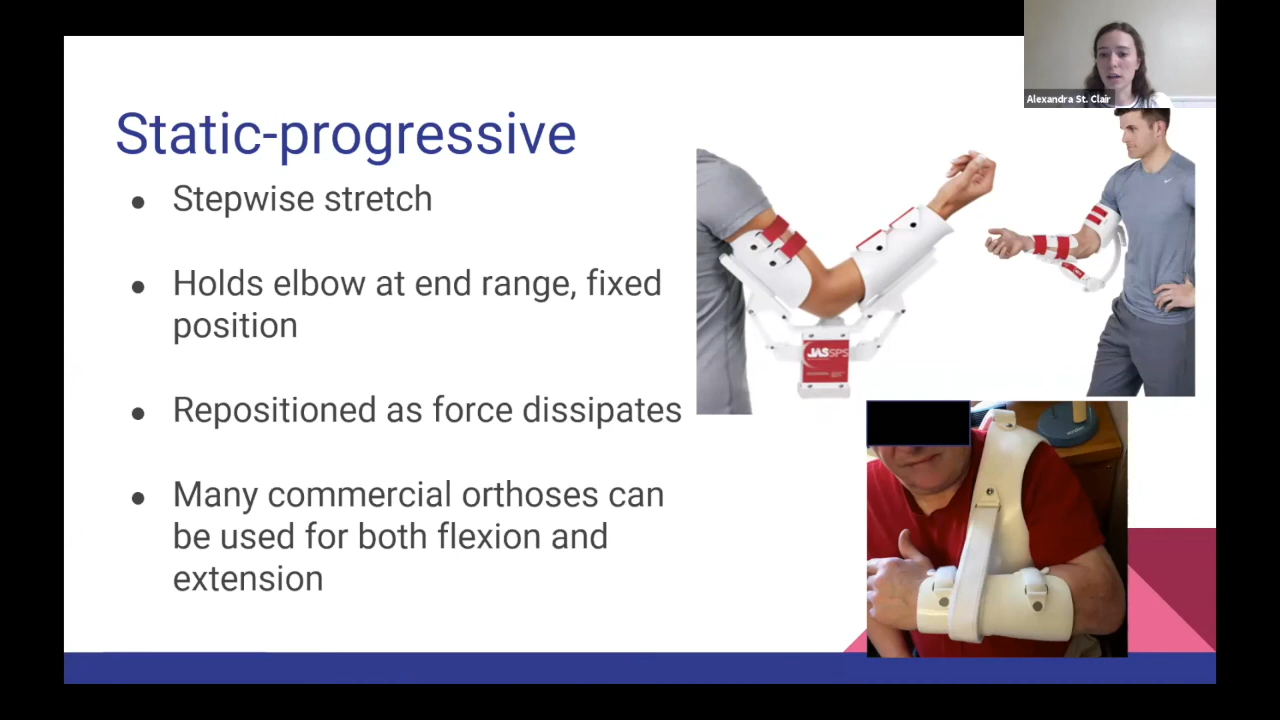 Alexandra St. Clair
Static-progressive
● Stepwise stretch
● Holds elbow at end range, fixed
position
● Repositioned as force dissipates
● Many commercial orthoses can
be used for both flexion and
extension
JAS SPS